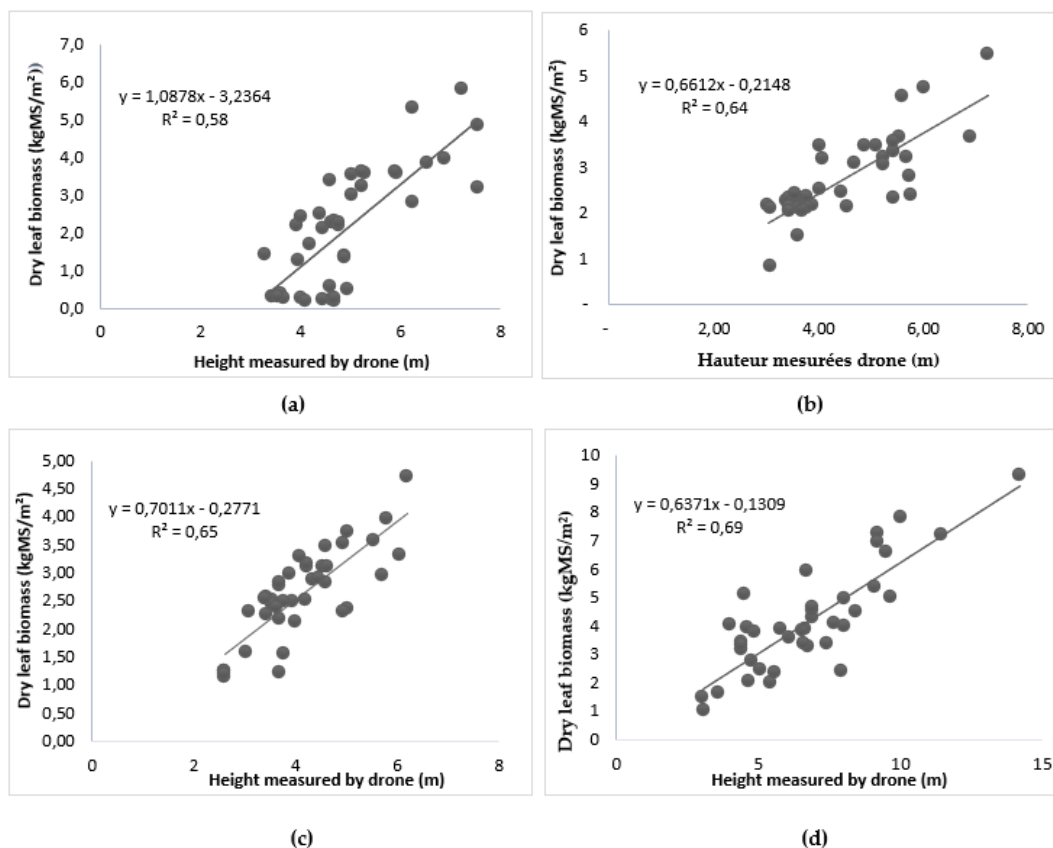 7,0
6,0
5,0
4,0
3,0
2,0
1,0
0,0
Dry leaf biomass (kgMS/m²))
y = 1,0878x - 3,2364
R² = 0,58
0 2 4 6 8
Height measured by drone (m)
(a)
6
5
4
3
2
1
-
Dry leaf biomass (kgMS/m²)
y = 0,6612x - 0,2148
R² = 0,64
- 2,00 4,00 6,00 8,00
Hauteur mesurées drone (m)
(b)
5,00
4,50
4,00
3,50
3,00
2,50
2,00
1,50
1,00
0,50
0,00
Dry leaf biomass (kgMS/m²)
y = 0,7011x - 0,2771
R² = 0,65
0 2 4 6 8
Height measured by drone (m)
(c)
10
9
8
7
6
5
4
3
2
1
0
Dry leaf biomass (kgMS/m²)
y = 0,6371x - 0,1309
R² = 0,69
0 5 10 15
Height measured by drone (m)
(d)